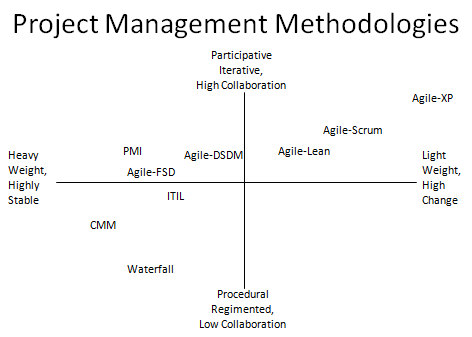 Project Management Methodologies
Participative
Iterative,
High Collaboration
Agile-XP
Agile-Scrum
PMI
Agile-DSDM
Agile-Lean
Heavy
Weight,
Highly
Stable
Light
Weight,
High
Change
Agile-FSD
ITIL
CMM
Waterfall
Procedural
Regimented,
Low Collaboration